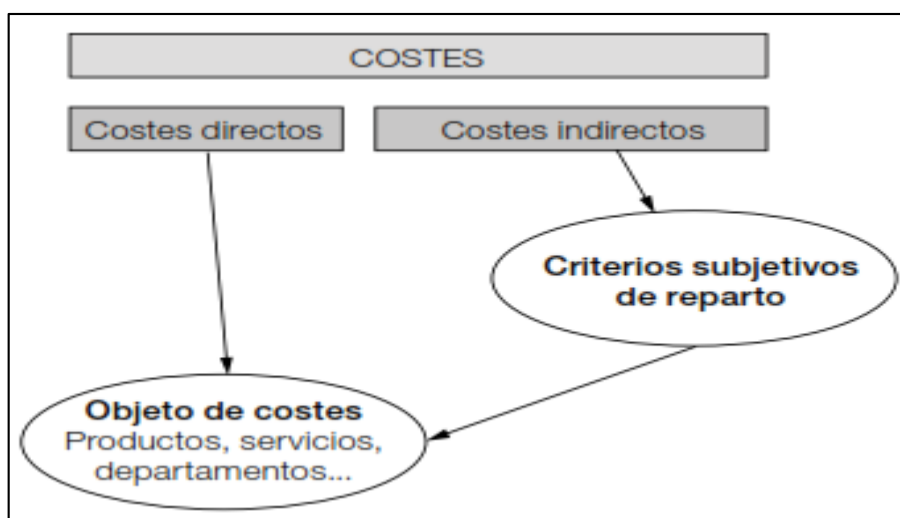 COSTES
Costes directos
Costes indirectos
Criterios subjetivos
de reparto
Objeto de costes
Productos, servicios,
departamentos...